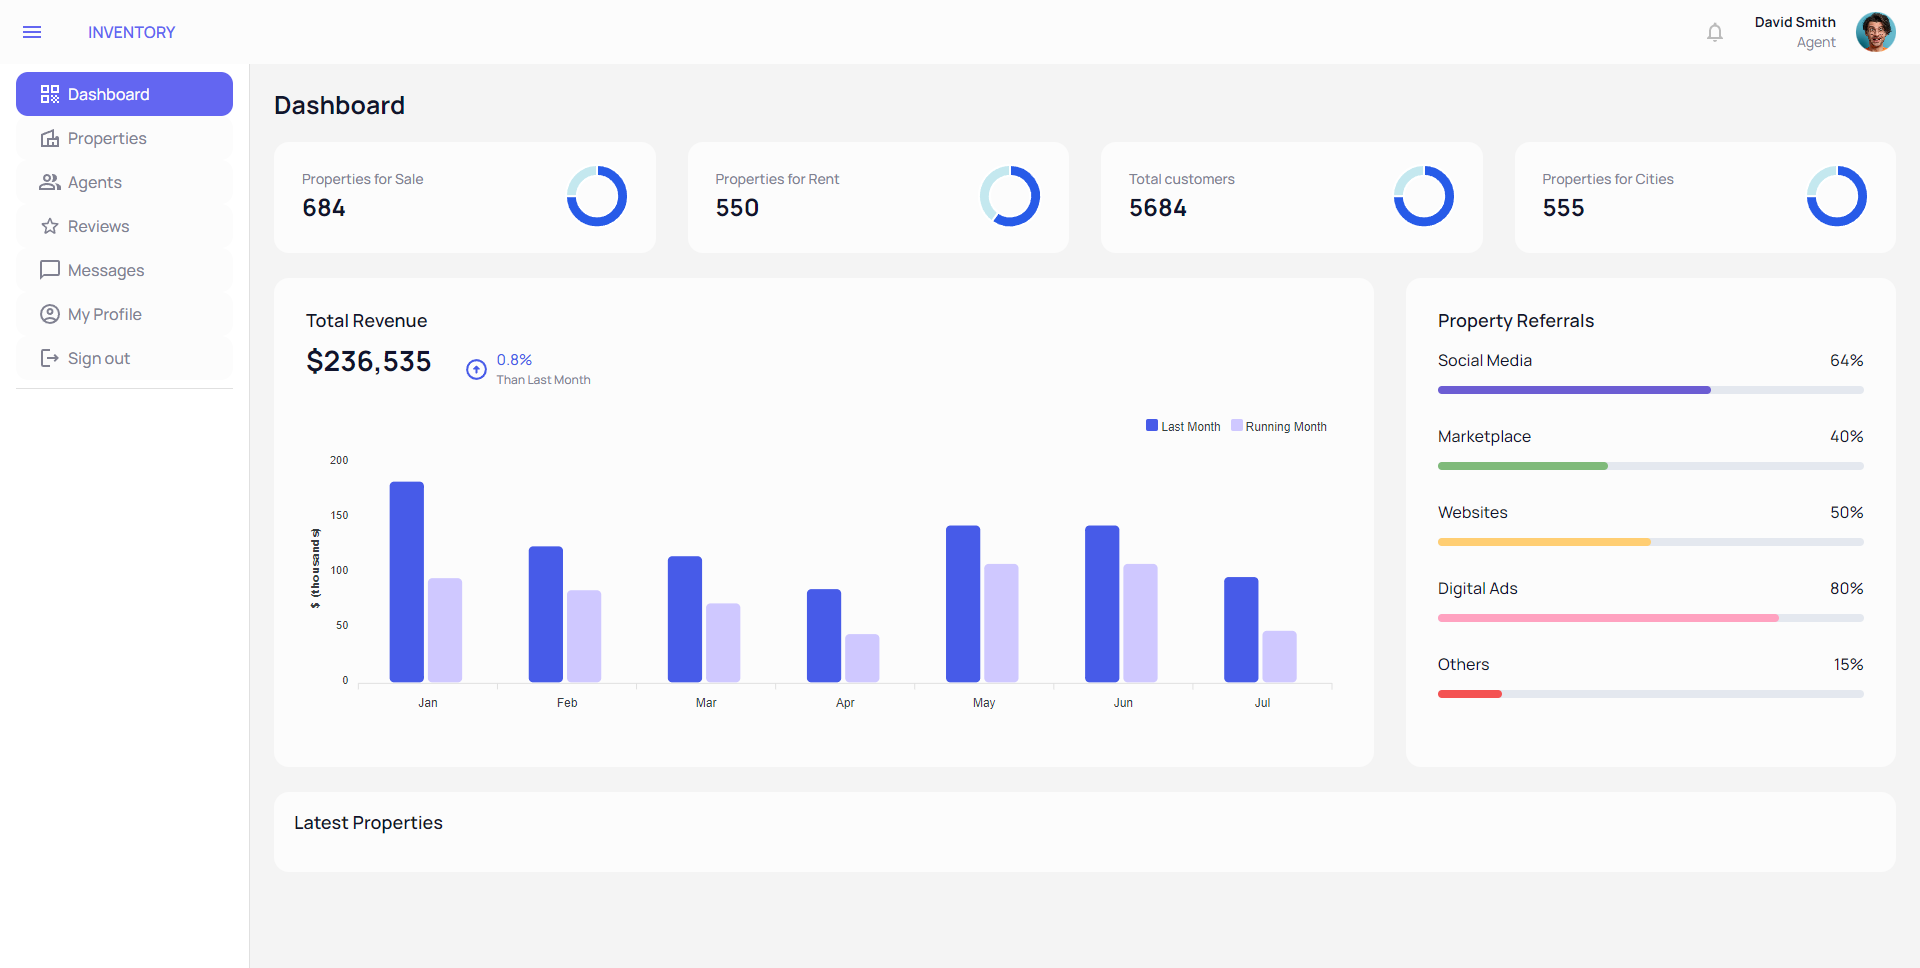 INVENTORY
David Smith
Agent
Dashboard
Properties
Agents
Reviews
Messages
My Profile
Sign out
Dashboard
Properties for Sale
684
Properties for Rent
550
Total customers
5684
Properties for Cities
555
Total Revenue
$236,535
0.8%
Than Last Month
Last Month
Running Month
$ (thousands)
200
150
100
50
0
Jan
Feb
Mar
Apr
May
Jun
Jul
Property Referrals
Social Media 64%
Marketplace 40%
Websites 50%
Digital Ads 80%
Others 15%
Latest Properties